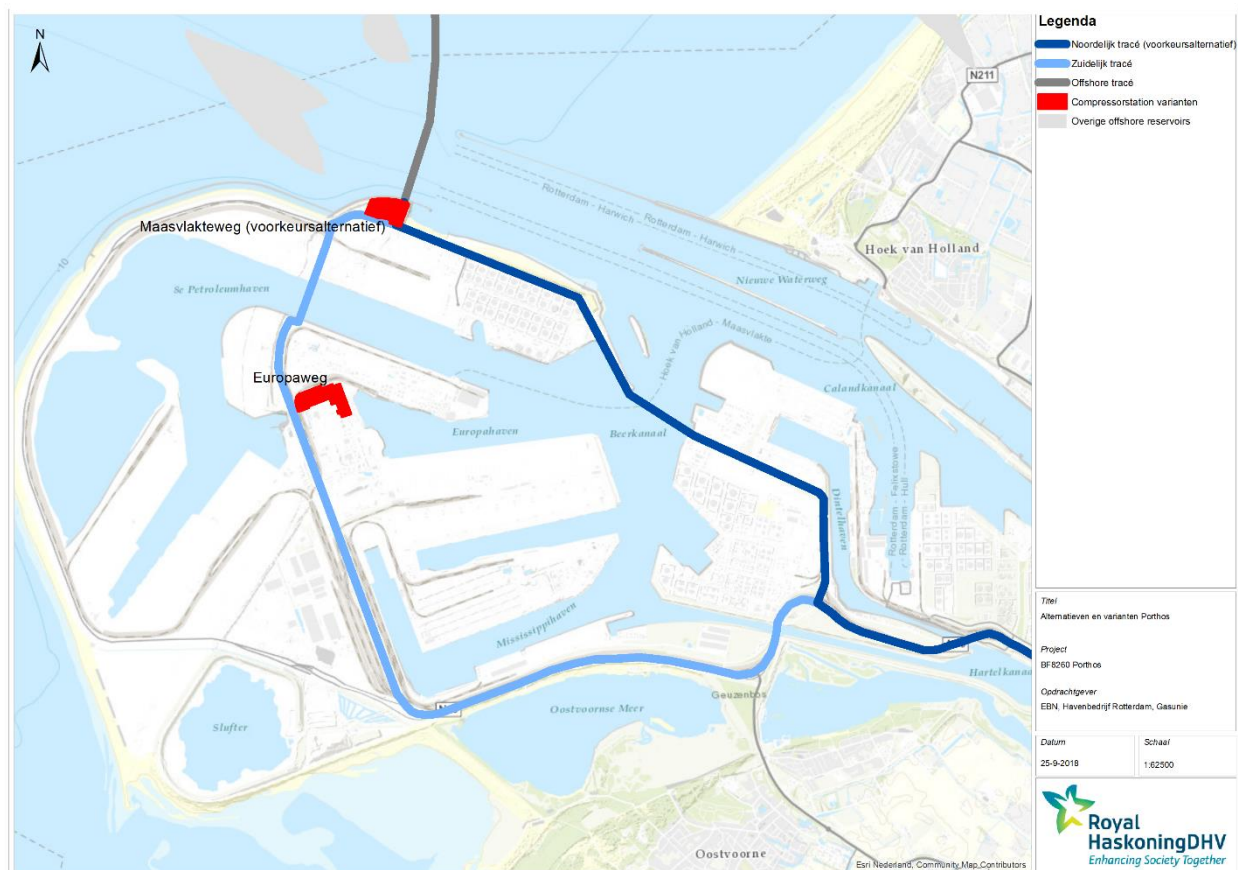 N
N211
Rotterdam - Harwich
Rotterdam - Harwich
Maasvlakteweg (voorkeursalternatief)
Hoek van Holland
-10
8e Petroleumhaven
Nieuwe Waterweg
Hoek van Holland - Maasvlakte
Europaweg
Calandkanaal
Europahaven
Beerkanaal
Dintelhaven
Rotterdam - Felixstowe
Rotterdam - Hull
Mississippihaven
Hartelkanaal
Geuzenbos
Oostvoornse Meer
Slufter
Oostvoorne
Esri Nederland, Community Map Contributors
Legenda
Noordelijk tracé (voorkeursalternatief)
Zuidelijk tracé
Offshore tracé
Compressorstation varianten
Overige offshore reservoirs
Titel
Alternatieven en varianten Porthos
Project
BF8260 Porthos
Opdrachtgever
EBN, Havenbedrijf Rotterdam, Gasunie
Datum
25-9-2018
Schaal
1:62500
Royal
HaskoningDHV
Enhancing Society Together